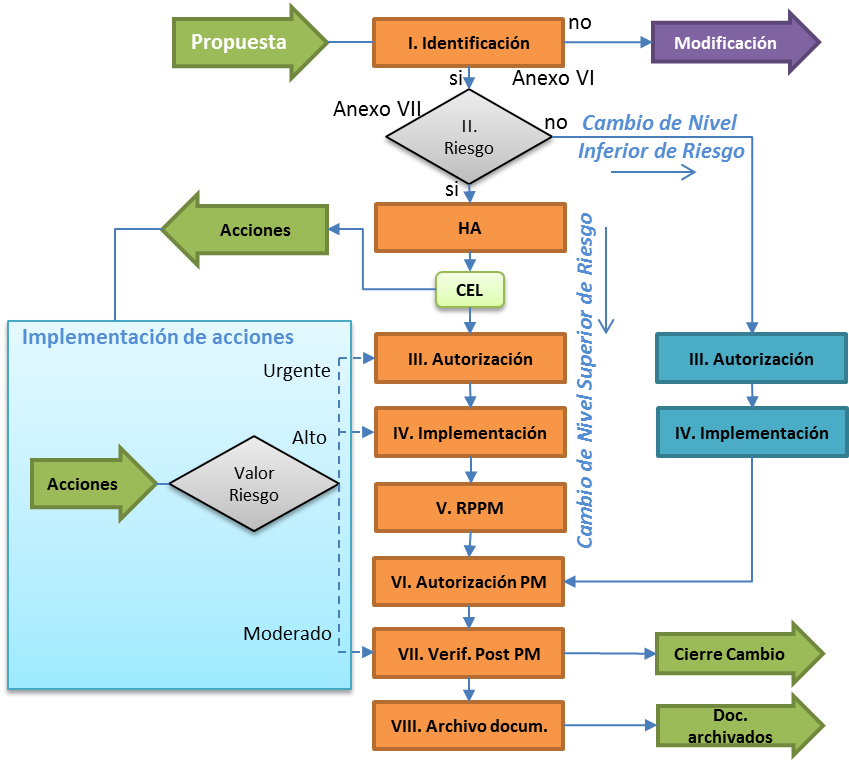 Propuesta
I. Identificación
no
Modificación
si
Anexo VI
Anexo VII
II.
Riesgo
no
Cambio de Nivel
Inferior de Riesgo
si
HA
Acciones
CEL
Cambio de Nivel Superior de Riesgo
Implementación de acciones
Urgente
III. Autorización
III. Autorización
Alto
IV. Implementación
IV. Implementación
Acciones
Valor
Riesgo
V. RPPM
VI. Autorización PM
Moderado
VII. Verif. Post PM
Cierre Cambio
VIII. Archivo docum.
Doc.
archivados